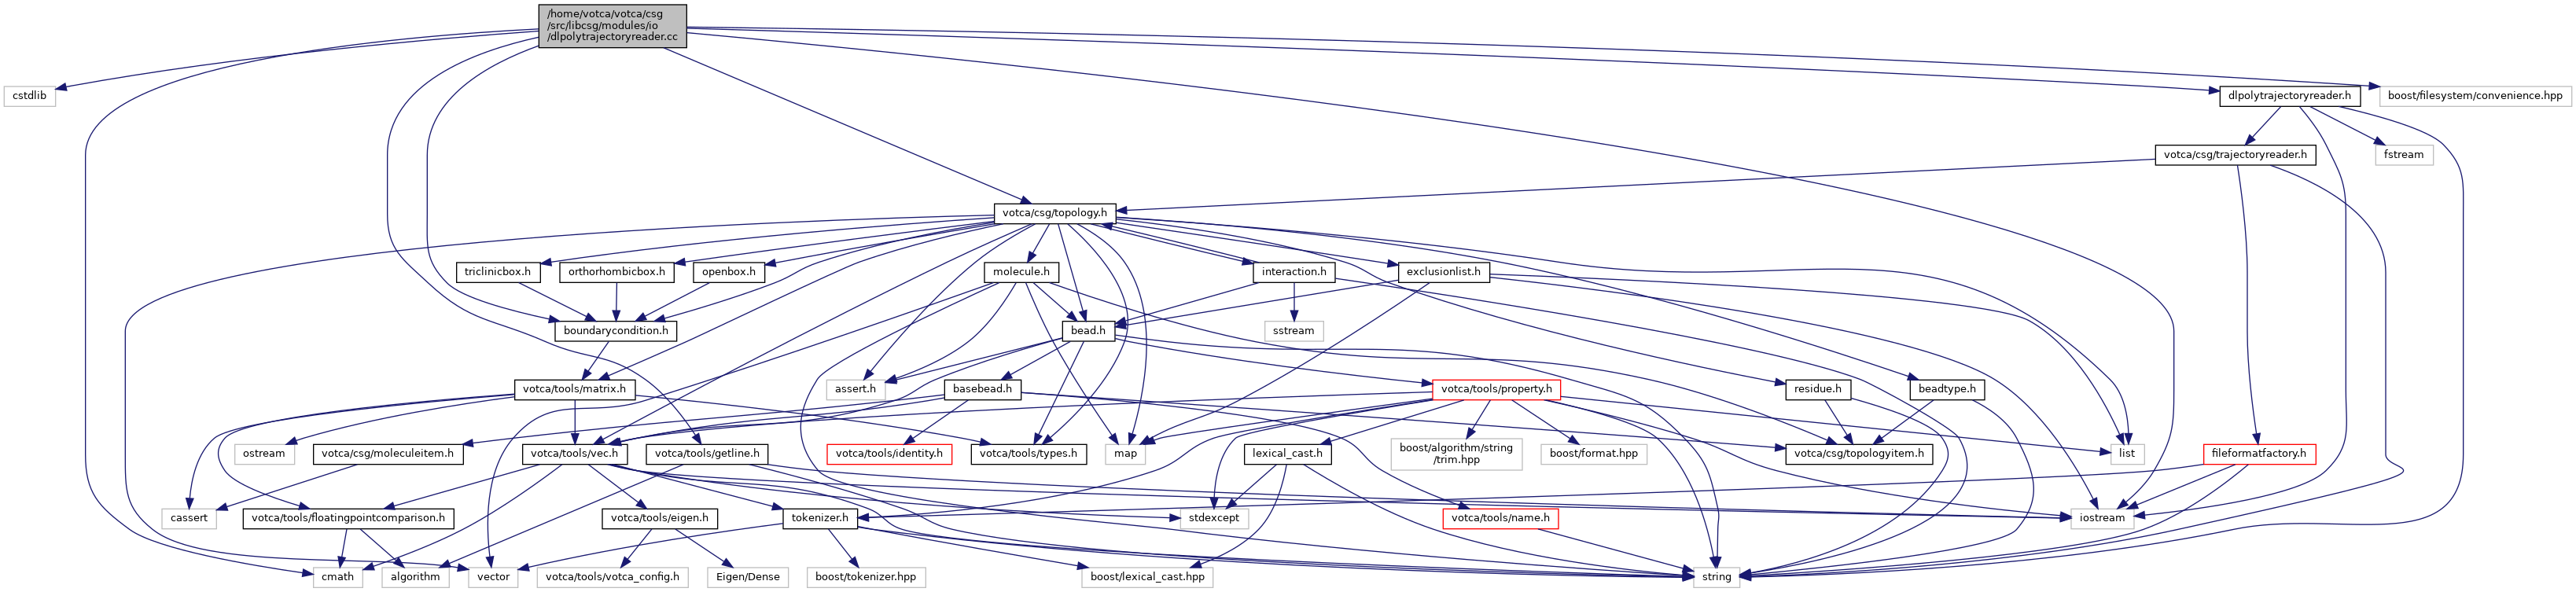 /home/votca/votca/csg
/src/libcsg/modules/io
/dlpolytrajectoryreader.cc
cstdlib
dlpolytrajectoryreader.h
boost/filesystem/convenience.hpp
votca/csg/trajectoryreader.h
fstream
votca/csg/topology.h
triclinicbox.h
orthorhombicbox.h
openbox.h
molecule.h
interaction.h
exclusionlist.h
boundarycondition.h
bead.h
sstream
votca/tools/matrix.h
assert.h
basebead.h
votca/tools/property.h
residue.h
beadtype.h
ostream
votca/csg/moleculeitem.h
votca/tools/vec.h
votca/tools/getline.h
votca/tools/identity.h
votca/tools/types.h
map
lexical_cast.h
boost/algorithm/string
/trim.hpp
boost/format.hpp
votca/csg/topologyitem.h
list
fileformatfactory.h
cassert
votca/tools/floatingpointcomparison.h
votca/tools/eigen.h
tokenizer.h
stdexcept
votca/tools/name.h
iostream
cmath
algorithm
vector
votca/tools/votca_config.h
Eigen/Dense
boost/tokenizer.hpp
boost/lexical_cast.hpp
string